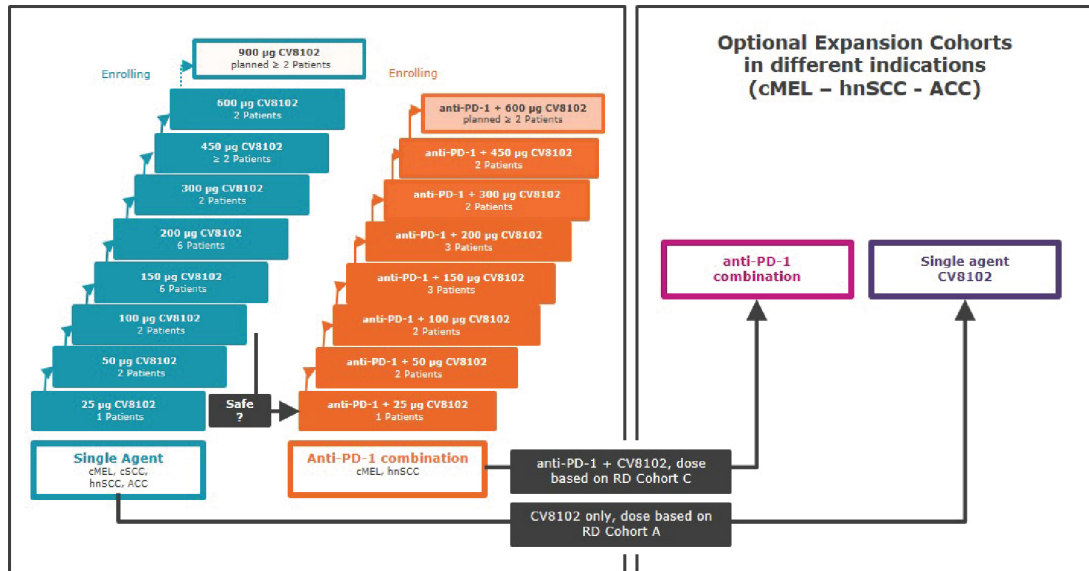 900 µg CV8102
planned ≥ 2 Patients
Enrolling
600 µg CV8102
2 Patients
450 µg CV8102
≥ 2 Patients
300 µg CV8102
2 Patients
200 µg CV8102
6 Patients
150 µg CV8102
6 Patients
100 µg CV8102
2 Patients
50 µg CV8102
2 Patients
25 µg CV8102
1 Patients
Safe
?
Single Agent
cMEL, cSCC,
hnSCC, ACC
Enrolling
anti-PD-1 + 600 µg CV8102
planned ≥ 2 Patients
anti-PD-1 + 450 µg CV8102
2 Patients
anti-PD-1 + 300 µg CV8102
2 Patients
anti-PD-1 + 200 µg CV8102
3 Patients
anti-PD-1 + 150 µg CV8102
3 Patients
anti-PD-1 + 100 µg CV8102
2 Patients
anti-PD-1 + 50 µg CV8102
2 Patients
anti-PD-1 + 25 µg CV8102
1 Patients
Anti-PD-1 combination
cMEL, hnSCC
anti-PD-1 + CV8102, dose
based on RD Cohort C
CV8102 only, dose based on
RD Cohort A
Optional Expansion Cohorts
in different indications
(cMEL – hnSCC - ACC)
anti-PD-1
combination
Single agent
CV8102